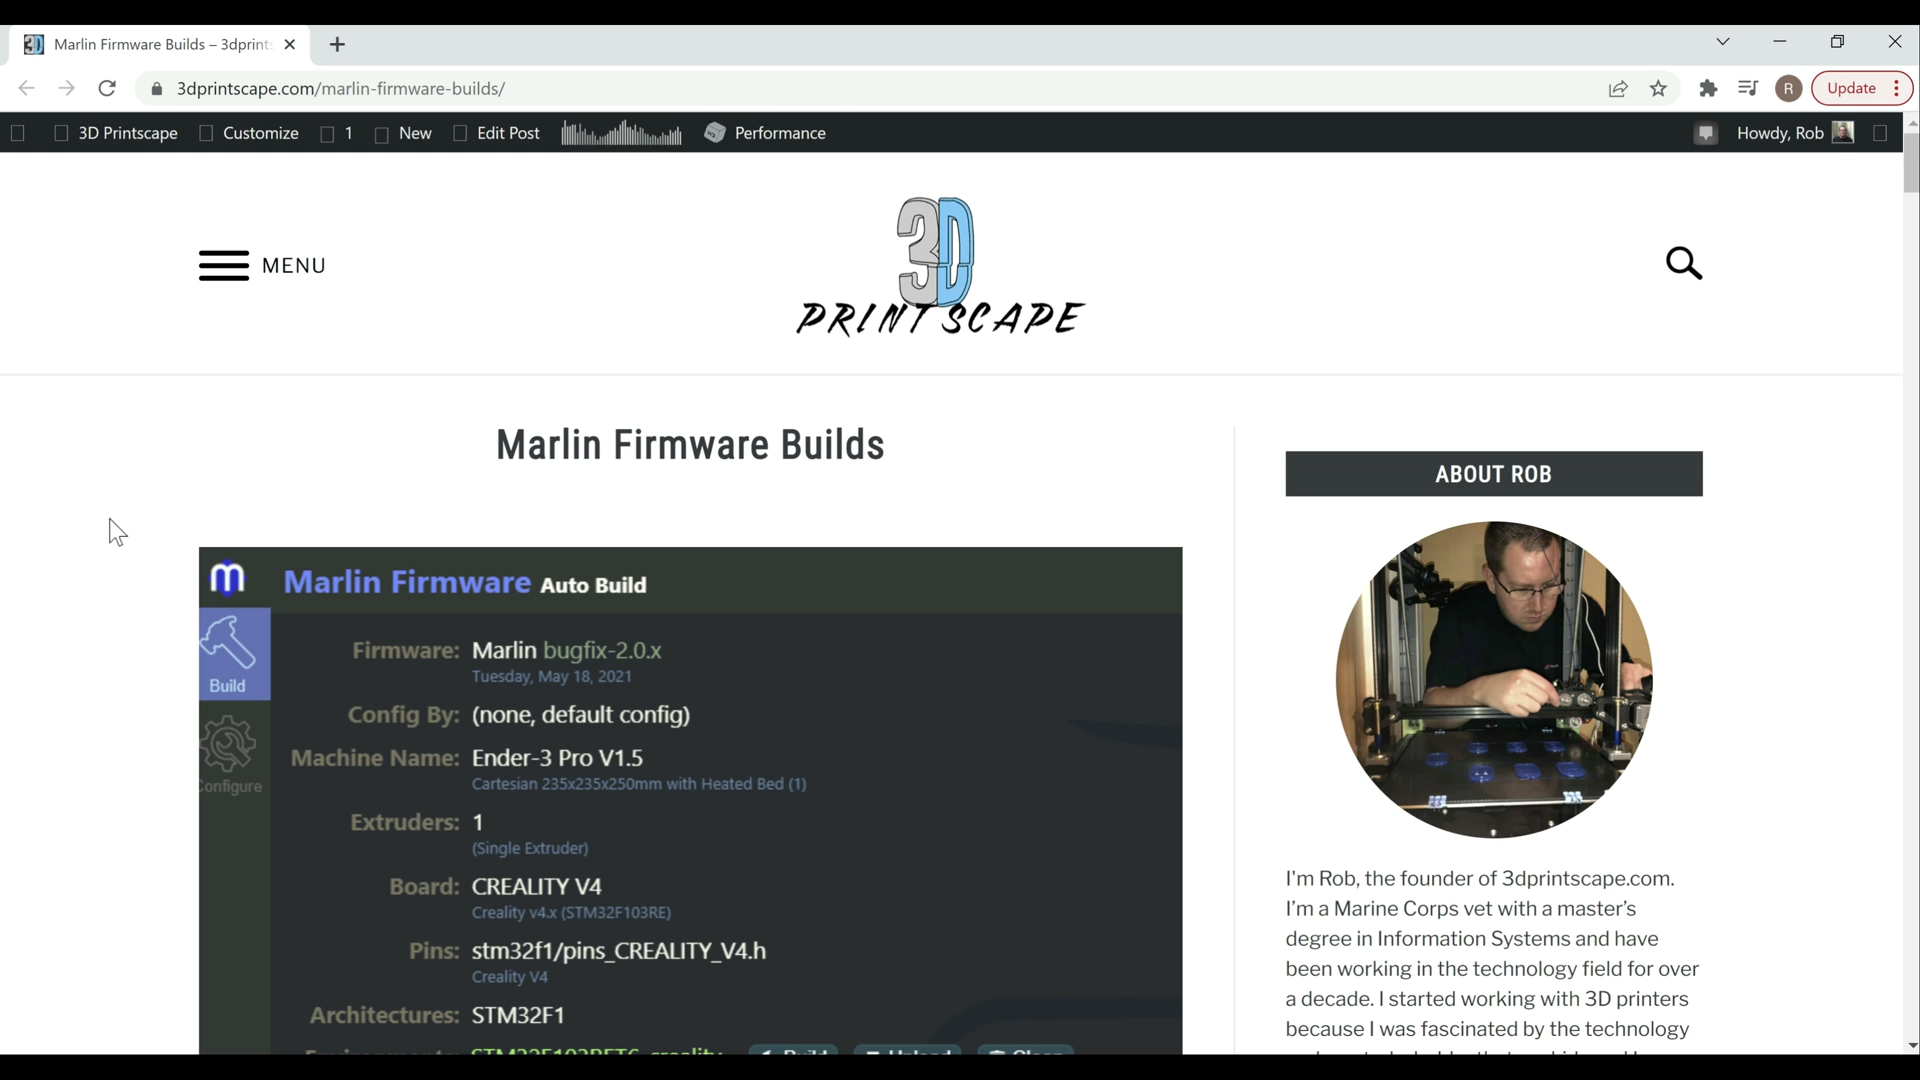 Marlin Firmware Builds – 3dprints
3dprintscape.com/marlin-firmware-builds/
R
Update
3D Printscape
Customize
1
New
Edit Post
Performance
Howdy, Rob
MENU
3D
PRINTSCAPE
Marlin Firmware Builds
Marlin Firmware Auto Build
Build
Configure
Firmware: Marlin bugfix-2.0.x
Tuesday, May 18, 2021
Config By: (none, default config)
Machine Name: Ender-3 Pro V1.5
Cartesian 235x235x250mm with Heated Bed (1)
Extruders: 1
(Single Extruder)
Board: CREALITY V4
Creality v4.x (STM32F103RE)
Pins: stm32f1/pins_CREALITY_V4.h
Creality V4
Architectures: STM32F1
Build Upload Clean
ABOUT ROB
I'm Rob, the founder of 3dprintscape.com.
I'm a Marine Corps vet with a master's
degree in Information Systems and have
been working in the technology field for over
a decade. I started working with 3D printers
because I was fascinated by the technology